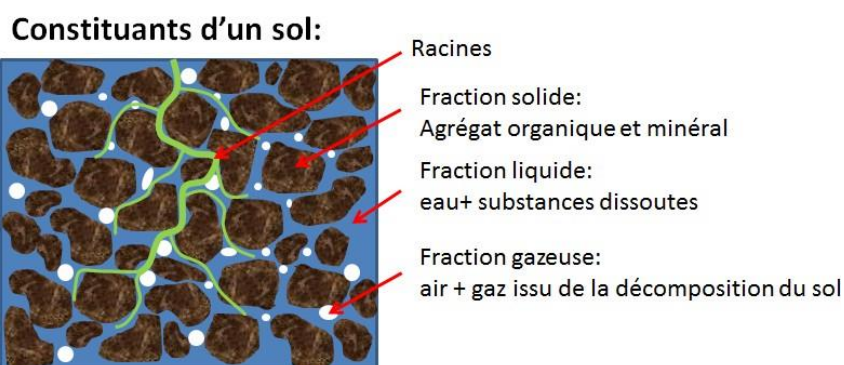 Constituants d'un sol:
Racines
Fraction solide:
Agrégat organique et minéral
Fraction liquide:
eau+ substances dissoutes
Fraction gazeuse:
air + gaz issu de la décomposition du sol